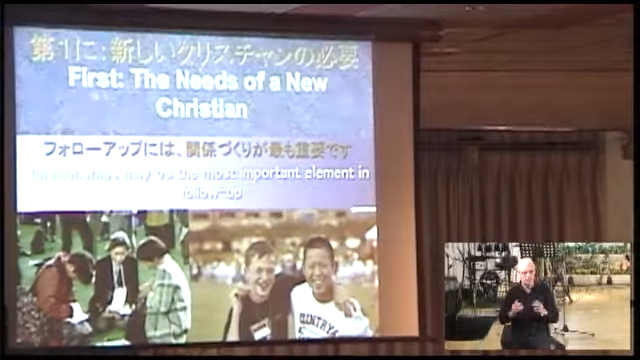 第1に：新しいクリスチャンの必要
First: The Needs of a New
Christian
フォローアップには、関係づくりが最も重要です
may be the most important element in
follow-up